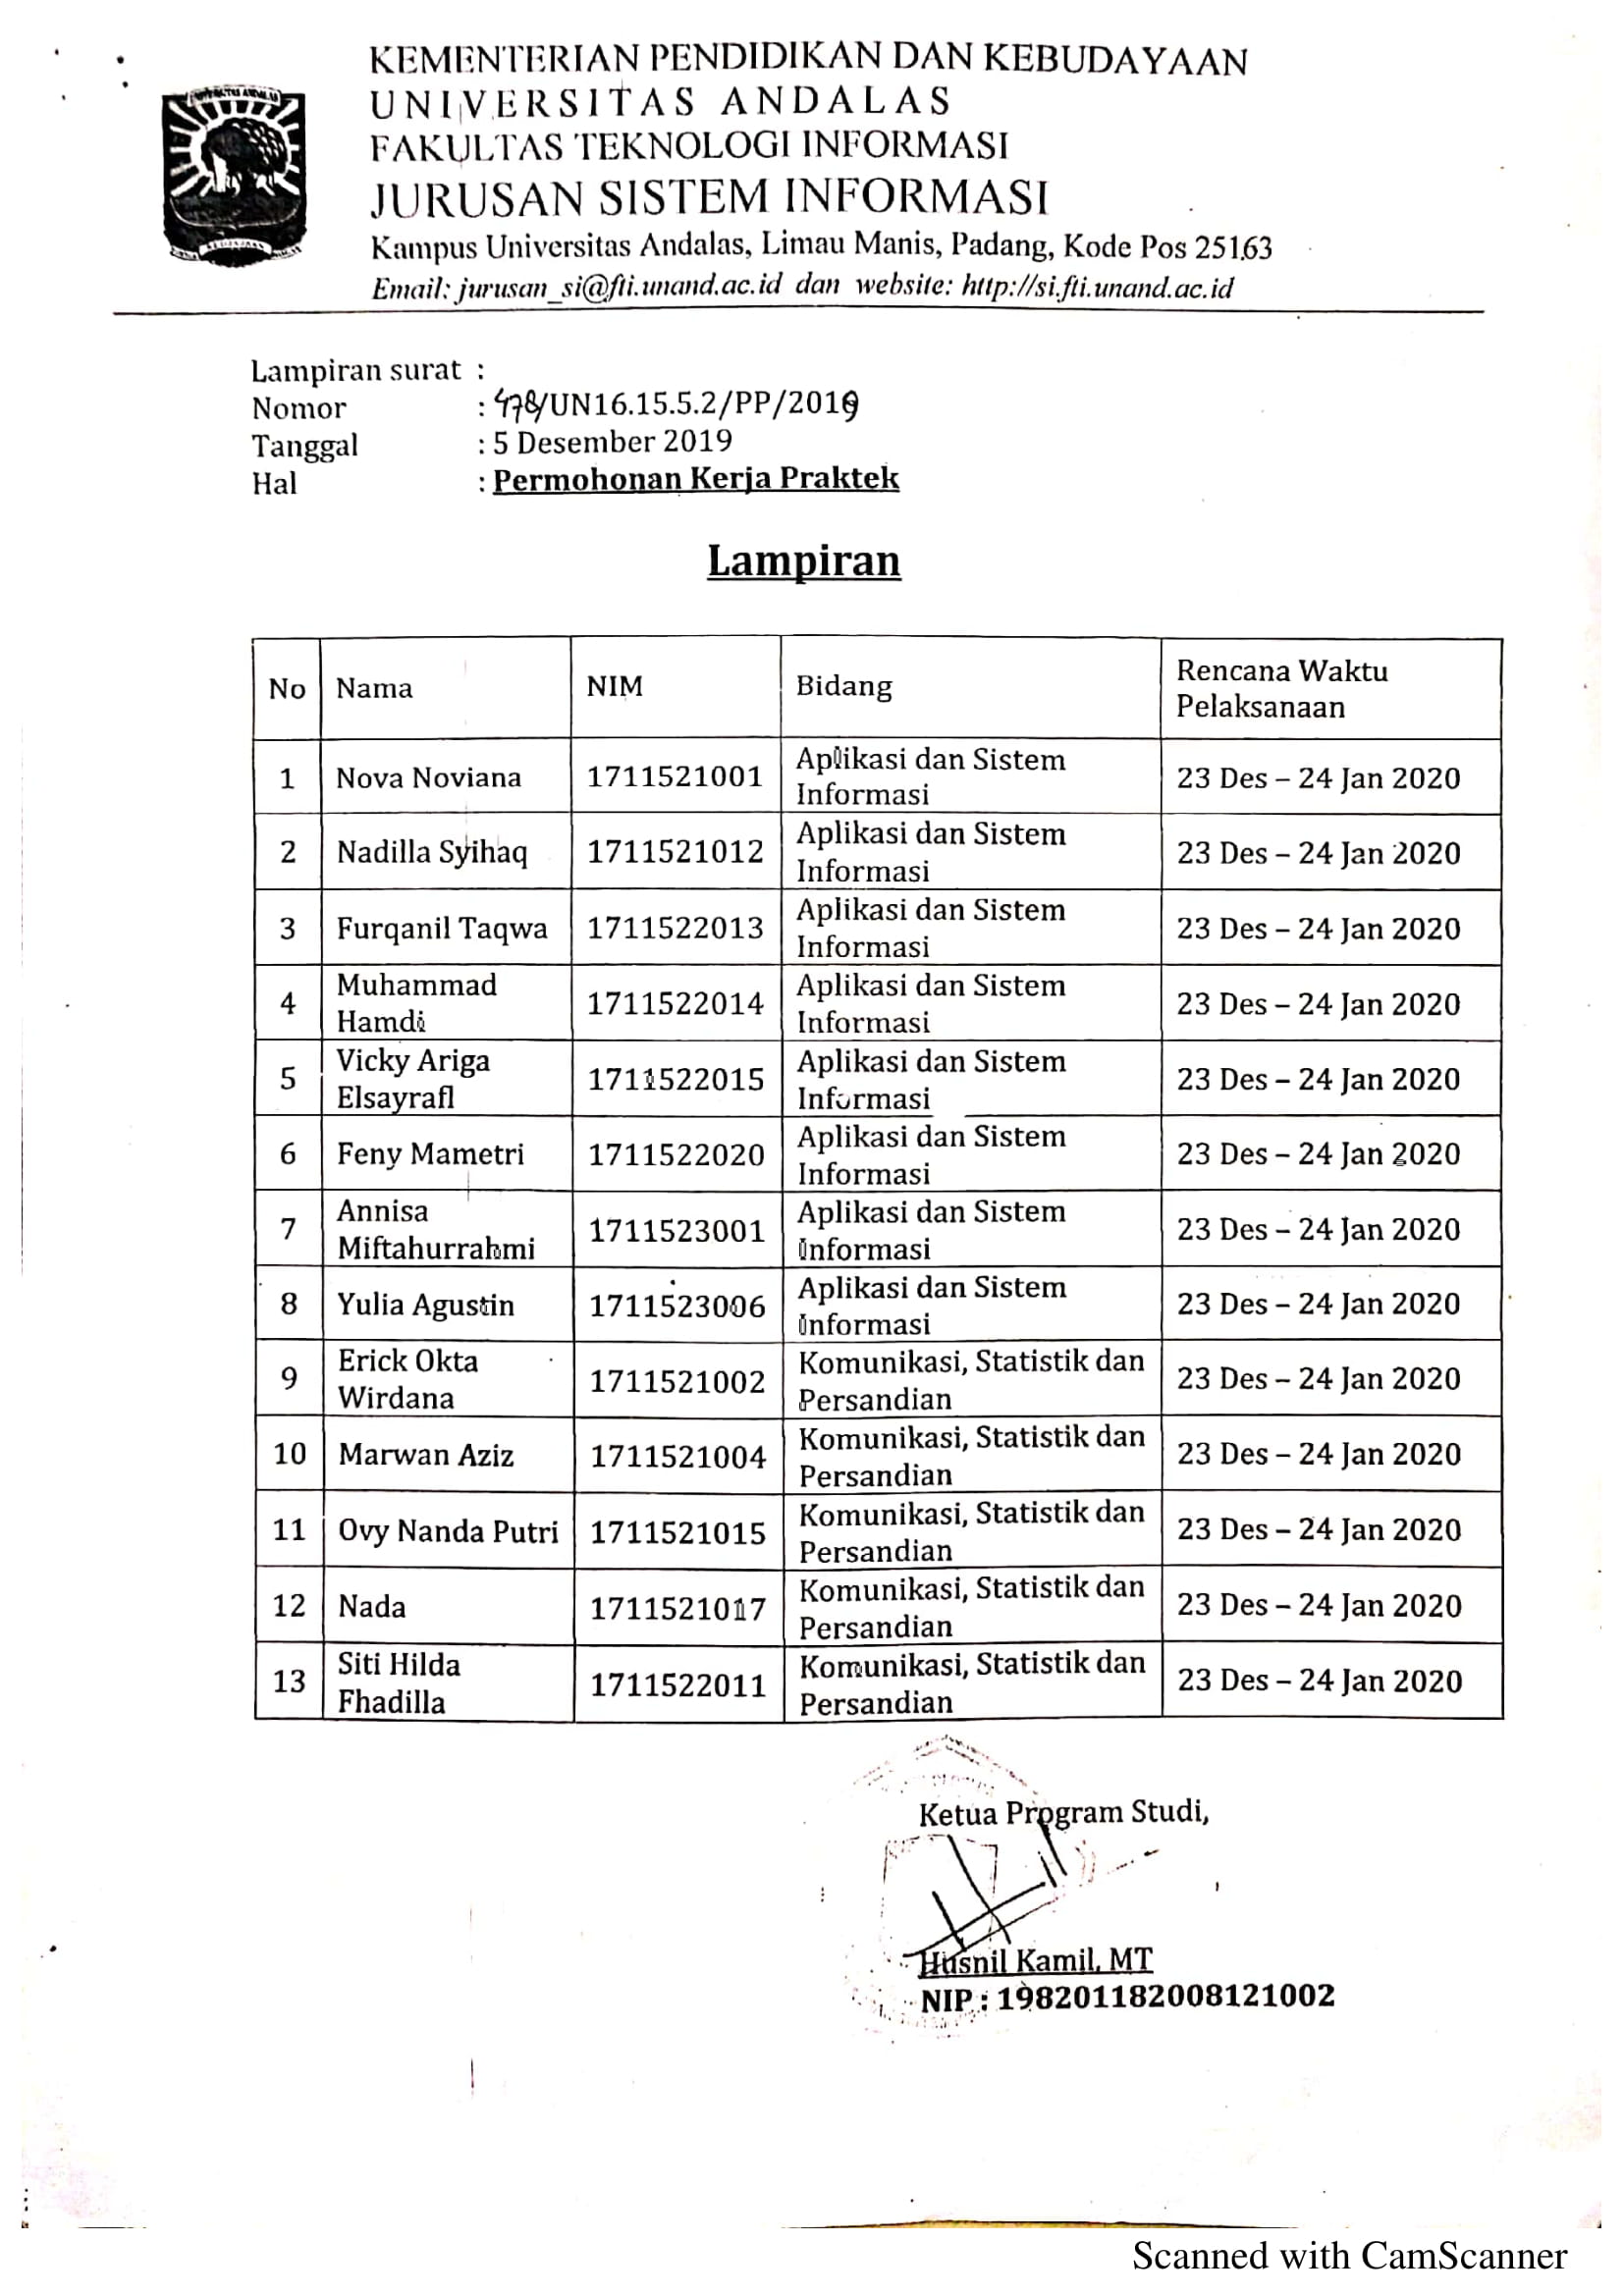 KEMENTERIAN PENDIDIKAN DAN KEBUDAYAAN
UNIVERSITAS ANDALAS
FAKULTAS TEKNOLOGI INFORMASI
JURUSAN SISTEM INFORMASI
Kampus Universitas Andalas, Limau Manis, Padang, Kode Pos 25163
Email: jurusan_si@fti.unand.ac.id dan website: http://si.fti.unand.ac.id
UNIVERSITAS ANDALAS
Lampiran surat :
Nomor : 478/UN16.15.5.2/PP/2019
Tanggal : 5 Desember 2019
Hal : Permohonan Kerja Praktek
Lampiran
No Nama NIM Bidang Rencana Waktu
Pelaksanaan
1 Nova Noviana 1711521001 Aplikasi dan Sistem
Informasi 23 Des – 24 Jan 2020
2 Nadilla Syihaq 1711521012 Aplikasi dan Sistem
Informasi 23 Des – 24 Jan 2020
3 Furqanil Taqwa 1711522013 Aplikasi dan Sistem
Informasi 23 Des – 24 Jan 2020
4 Muhammad
Hamdi 1711522014 Aplikasi dan Sistem
Informasi 23 Des – 24 Jan 2020
5 Vicky Ariga
Elsayrafl 1711522015 Aplikasi dan Sistem
Informasi 23 Des – 24 Jan 2020
6 Feny Mametri 1711522020 Aplikasi dan Sistem
Informasi 23 Des – 24 Jan 2020
7 Annisa
Miftahurrahmi 1711523001 Aplikasi dan Sistem
Informasi 23 Des – 24 Jan 2020
8 Yulia Agustin 1711523006 Aplikasi dan Sistem
Informasi 23 Des – 24 Jan 2020
9 Erick Okta
Wirdana 1711521002 Komunikasi, Statistik dan
Persandian 23 Des – 24 Jan 2020
10 Marwan Aziz 1711521004 Komunikasi, Statistik dan
Persandian 23 Des – 24 Jan 2020
11 Ovy Nanda Putri 1711521015 Komunikasi, Statistik dan
Persandian 23 Des – 24 Jan 2020
12 Nada 1711521017 Komunikasi, Statistik dan
Persandian 23 Des – 24 Jan 2020
13 Siti Hilda
Fhadilla 1711522011 Komunikasi, Statistik dan
Persandian 23 Des – 24 Jan 2020
Ketua Program Studi,
Husnil Kamil, MT
NIP : 198201182008121002
Scanned with CamScanner